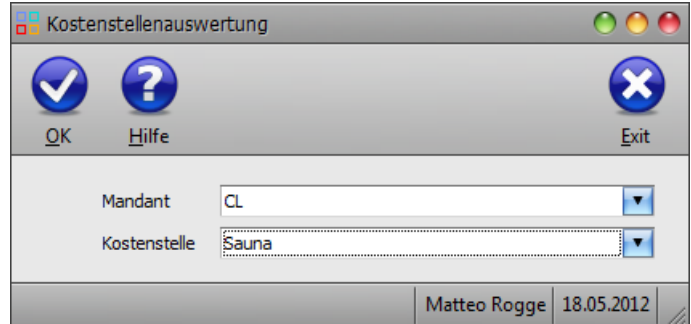 Kostenstellenauswertung
OK Hilfe Exit
Mandant CL
Kostenstelle Sauna
Matteo Rogge 18.05.2012